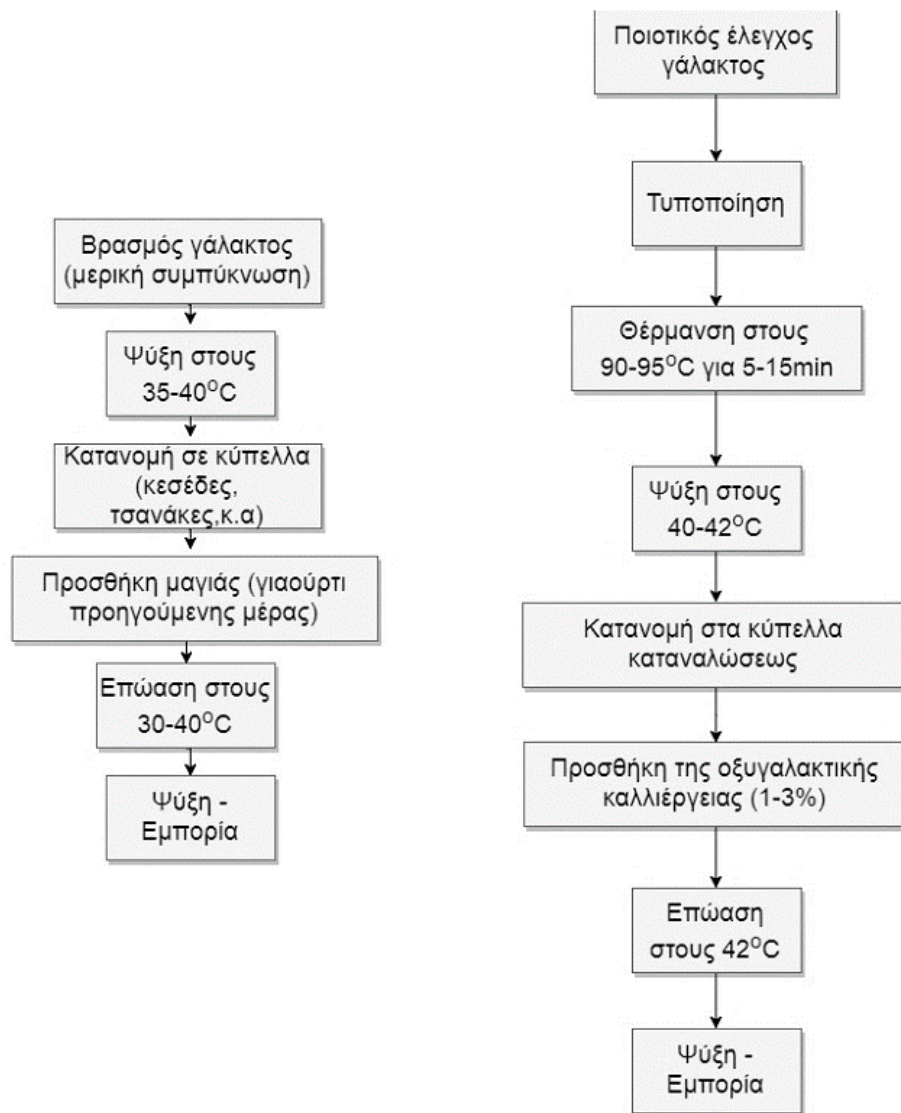 Βρασμός γάλακτος
(μερική συμπύκνωση)
Ψύξη στους
35-40°C
Κατανομή σε κύπελλα
(κεσέδες,
τσανάκες,κ.α)
Προσθήκη μαγιάς (γιαούρτι
προηγούμενης μέρας)
Επώαση στους
30-40°C
Ψύξη -
Εμπορία
Ποιοτικός έλεγχος
γάλακτος
Τυποποίηση
Θέρμανση στους
90-95°C για 5-15min
Ψύξη στους
40-42°C
Κατανομή στα κύπελλα
καταναλώσεως
Προσθήκη της οξυγαλακτικής
καλλιέργειας (1-3%)
Επώαση
στους 42°C
Ψύξη -
Εμπορία